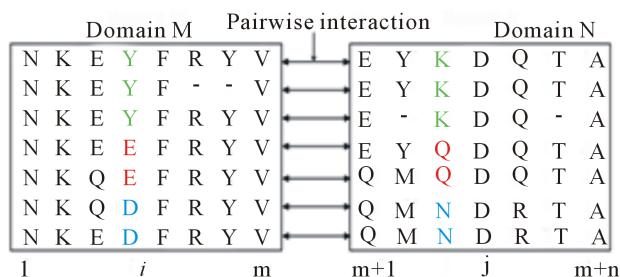 Domain M Pairwise interaction Domain N
N K E Y F R Y V E Y K D Q T A
N K E Y F - - V E Y K D Q T A
N K E Y F R Y V E - K D Q - A
N K E E F R Y V E Y Q D Q T A
N K Q E F R Y V Q M Q D Q T A
N K Q D F R Y V Q M N D R T A
N K E D F R Y V Q M N D R T A
1 i m m+1 j m+n